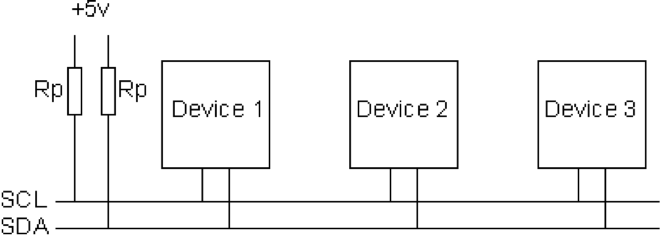 +5v
Rp Rp Device 1 Device 2 Device 3
SCL
SDA